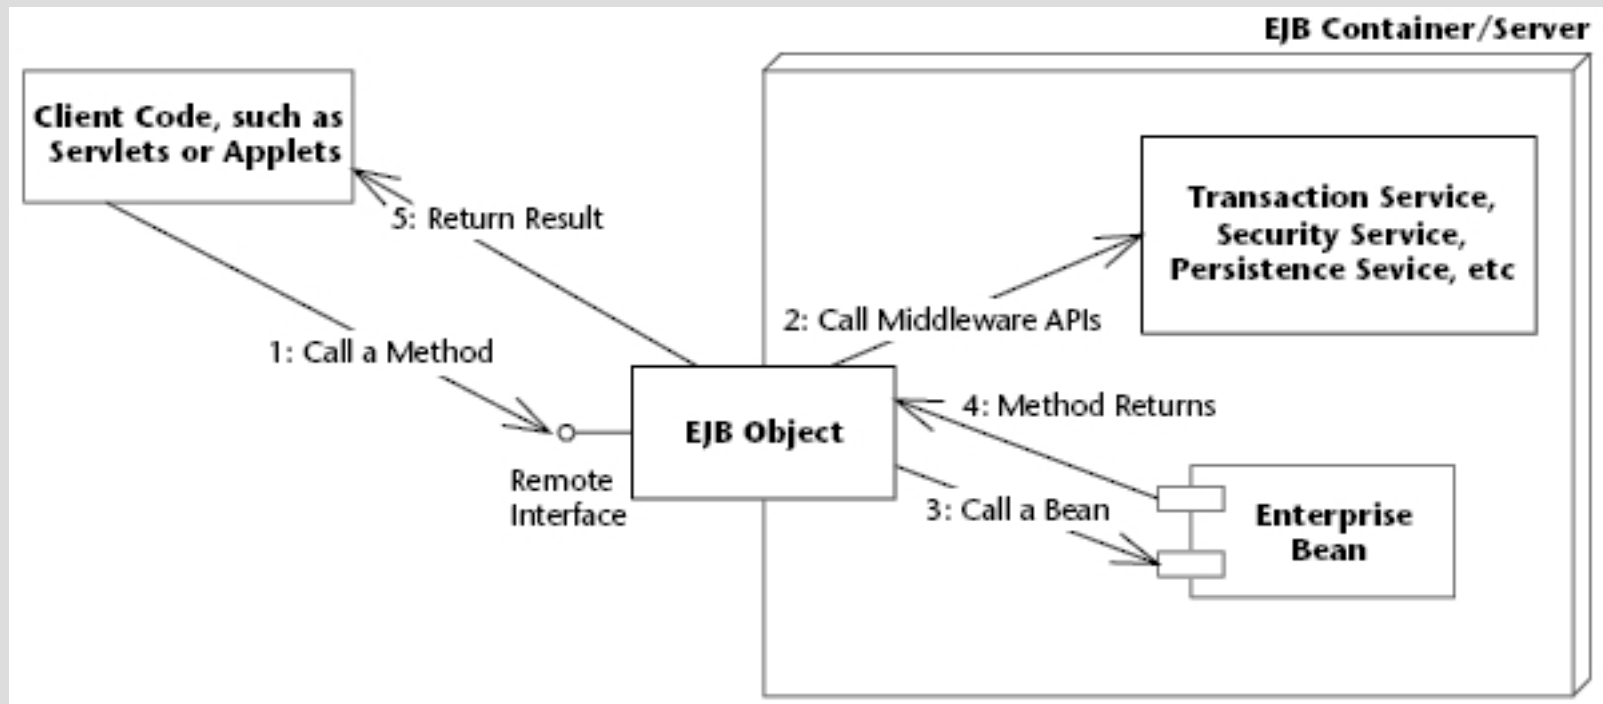 EJB Container/Server
Client Code, such as
Servlets or Applets
Transaction Service,
Security Service,
Persistence Sevice, etc
5: Return Result
2: Call Middleware APIs
1: Call a Method
4: Method Returns
EJB Object
Remote
Interface
3: Call a Bean
Enterprise
Bean